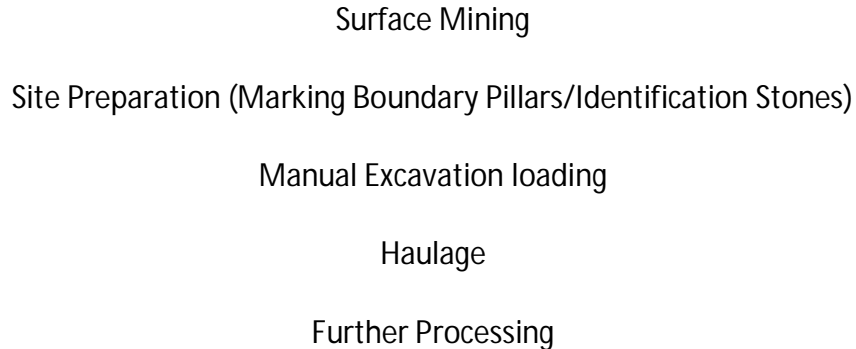 Surface Mining
Site Preparation (Marking Boundary Pillars/Identification Stones)
Manual Excavation loading
Haulage
Further Processing